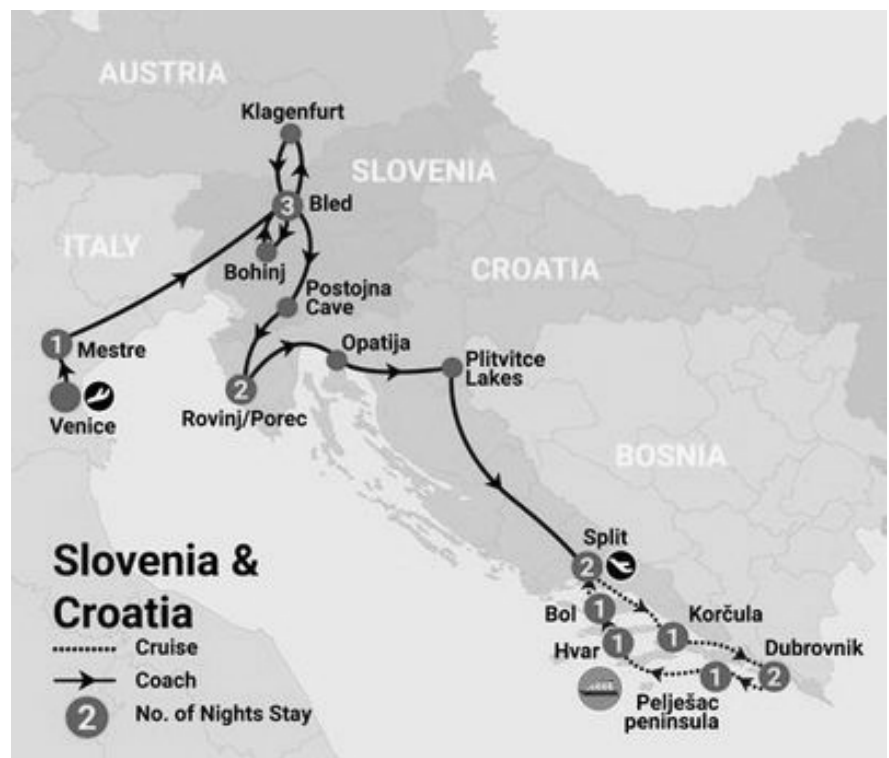 AUSTRIA
Klagenfurt
SLOVENIA
3
Bled
ITALY
Bohinj
CROATIA
Postojna
Cave
1
Mestre
Opatija
Plitvitce
Lakes
2
Venice
Rovinj/Porec
BOSNIA
Split
2
Slovenia &
Croatia
Bol
1
Korčula
1
Hvar
1
Dubrovnik
2
1
Pelješac
peninsula
Cruise
Coach
2
No. of Nights Stay